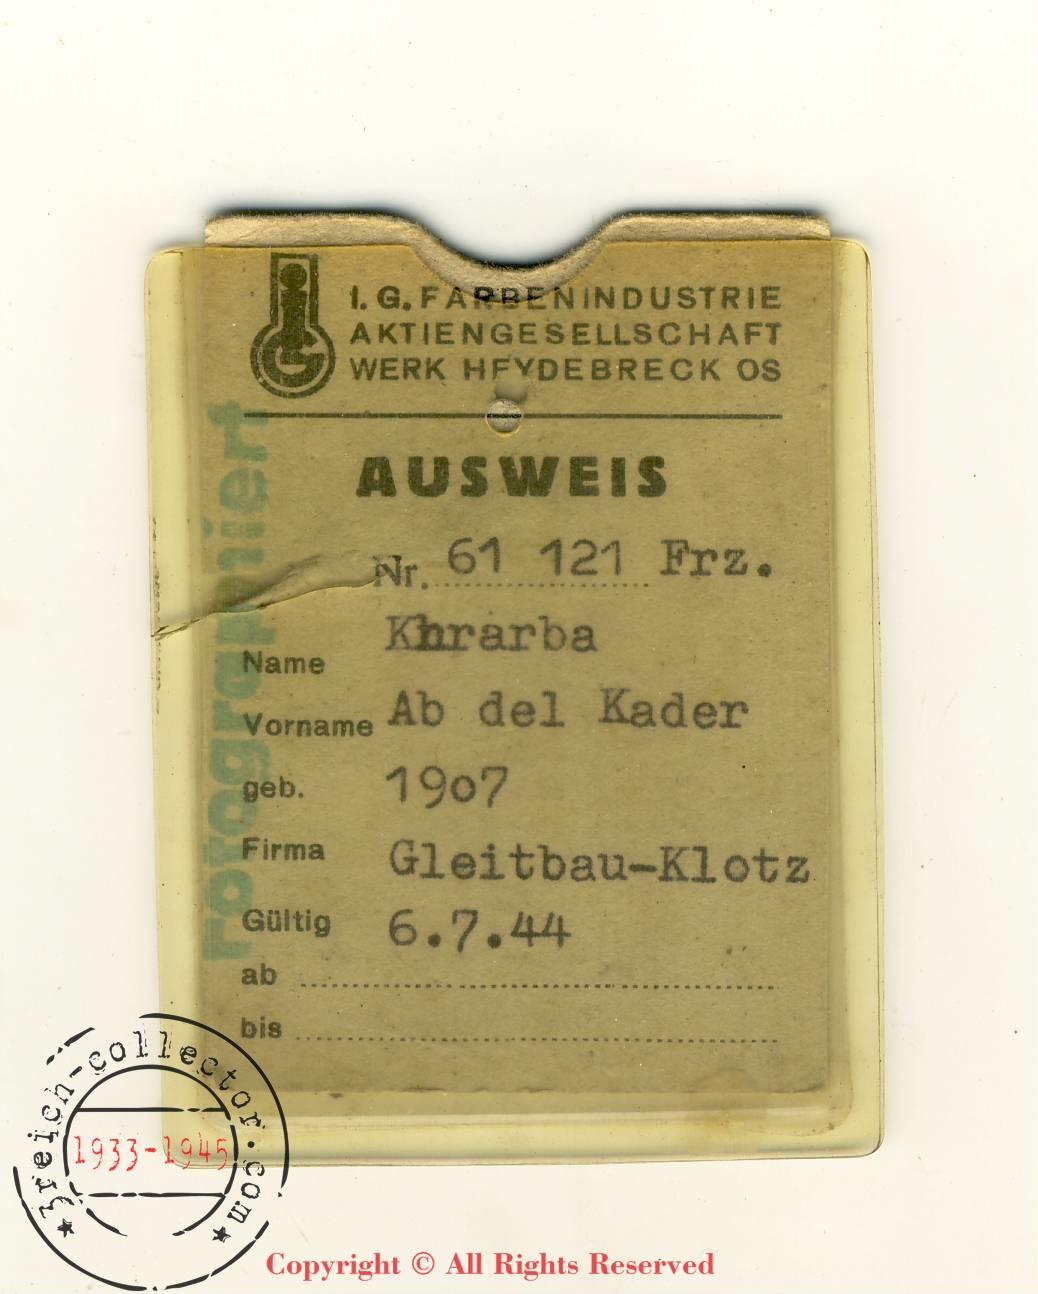 I. G. FARBENINDUSTRIE
AKTIENGESELLSCHAFT
WERK HEYDEBRECK OS
AUSWEIS
Nr. 61 121 Frz.
Name Khrarba
Vorname Ab del Kader
geb. 1907
Firma Gleitbau-Klotz
Gültig 6.7.44
ab
bis
Fotographiert
3reich-collector.com
1933-1945
Copyright © All Rights Reserved